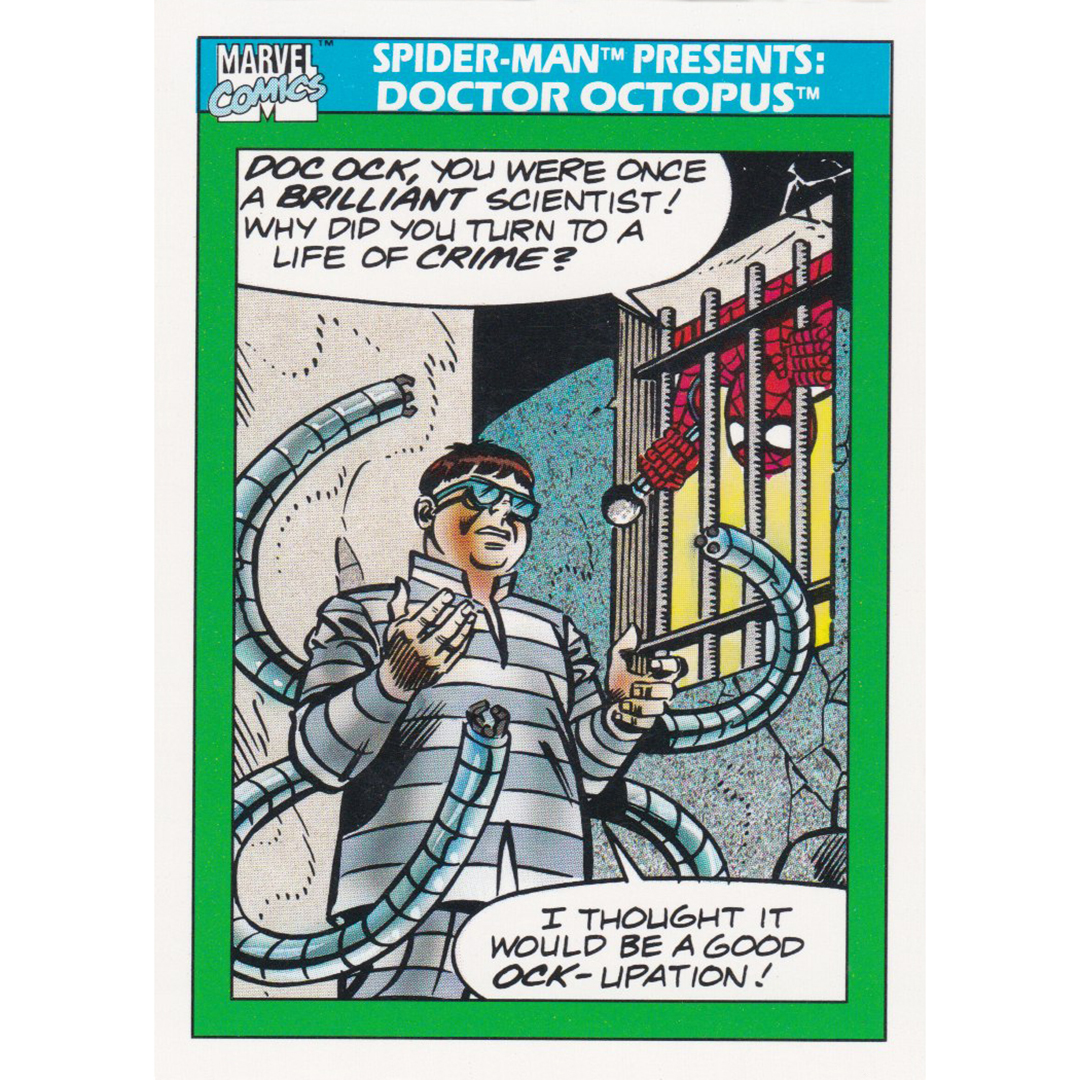 MARVEL™
COMICS
SPIDER-MAN™ PRESENTS:
DOCTOR OCTOPUS™
DOC OCK, YOU WERE ONCE
A BRILLIANT SCIENTIST!
WHY DID YOU TURN TO A
LIFE OF CRIME?
I THOUGHT IT
WOULD BE A GOOD
OCK-UPATION!